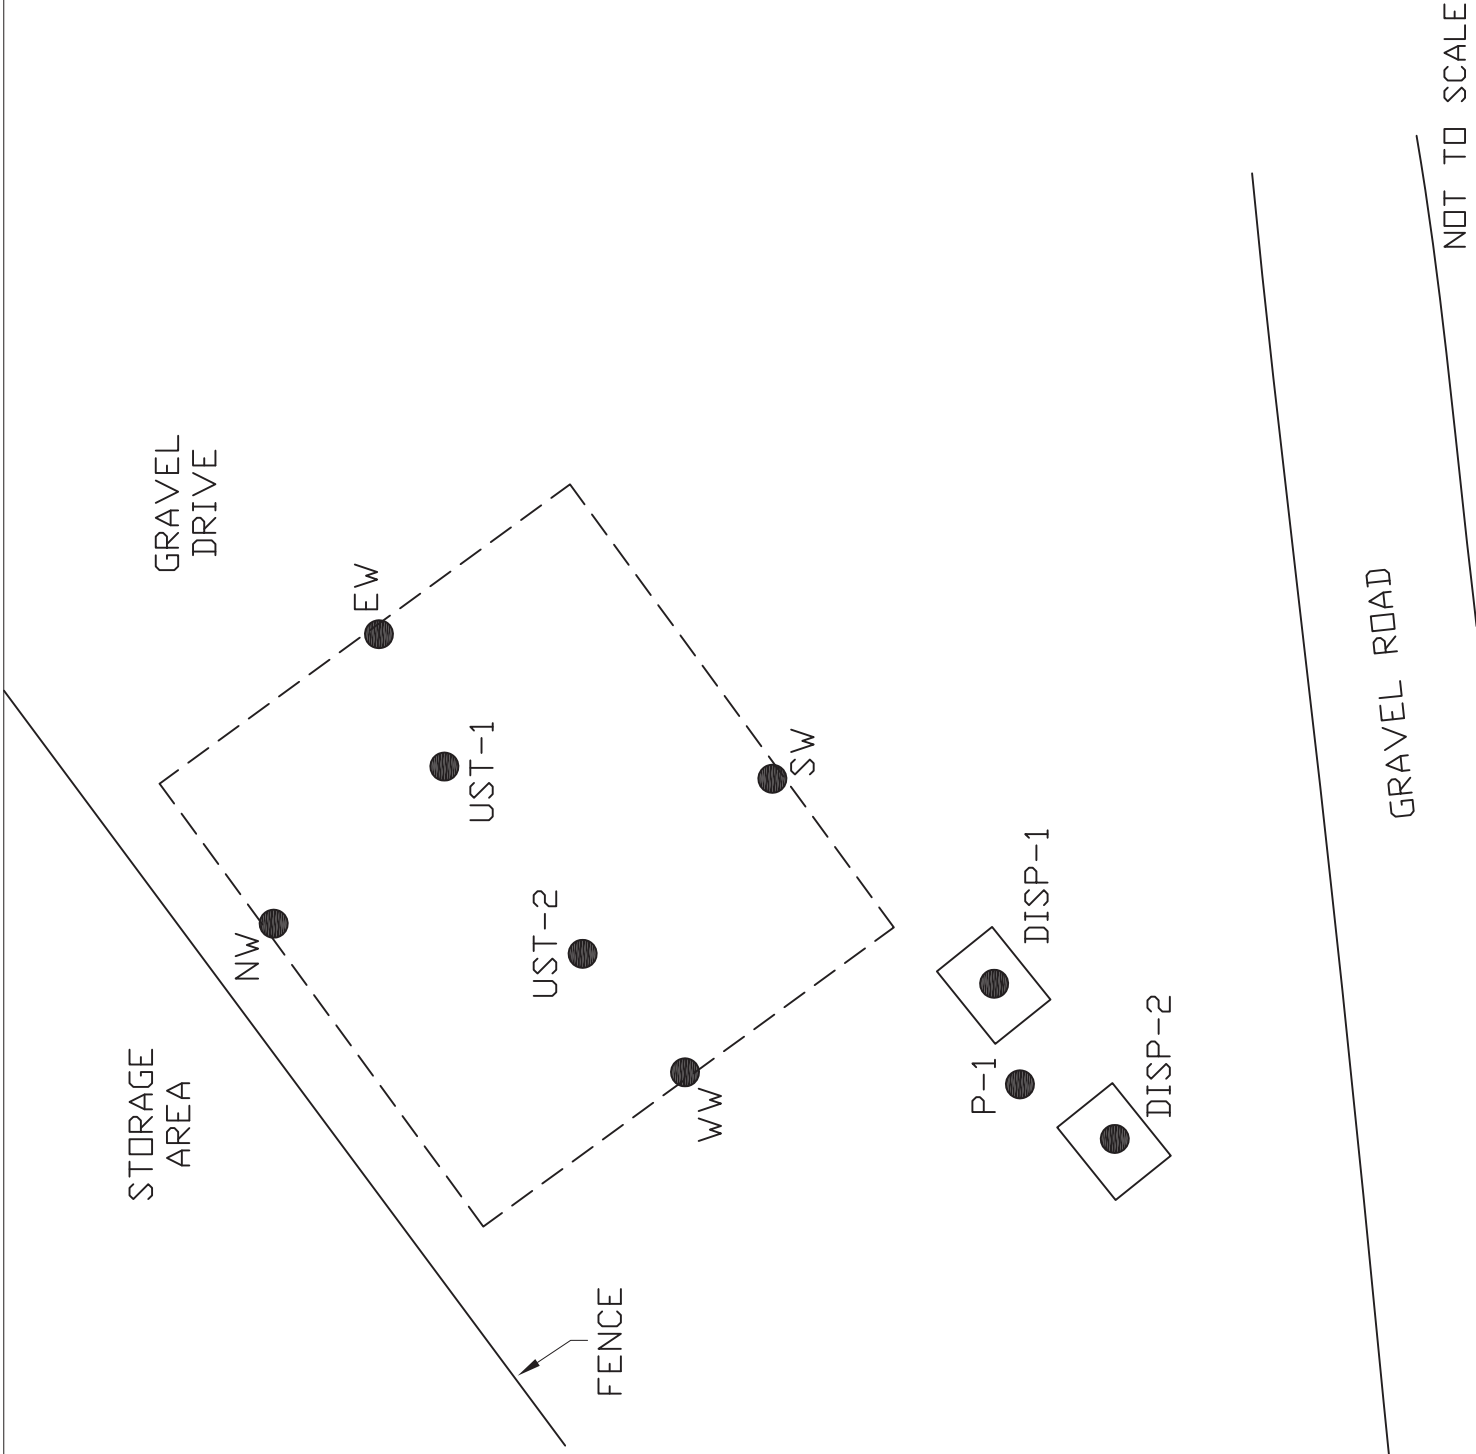 STORAGE
AREA
GRAVEL
DRIVE
NW
EW
UST-1
UST-2
WW
SW
FENCE
P-1
DISP-1
DISP-2
GRAVEL ROAD
NOT TO SCALE